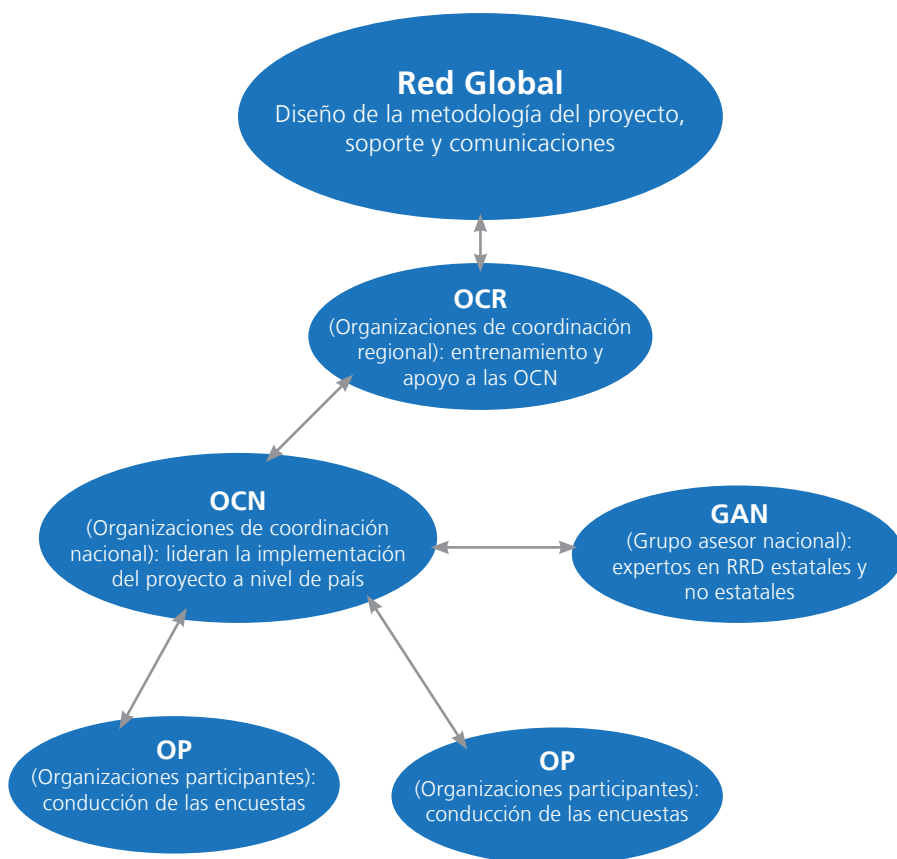 Red Global
Diseño de la metodología del proyecto,
soporte y comunicaciones
OCR
(Organizaciones de coordinación
regional): entrenamiento y
apoyo a las OCN
OCN
(Organizaciones de coordinación
nacional): lideran la implementación
del proyecto a nivel de país
GAN
(Grupo asesor nacional):
expertos en RRD estatales y
no estatales
OP
(Organizaciones participantes):
conducción de las encuestas
OP
(Organizaciones participantes):
conducción de las encuestas